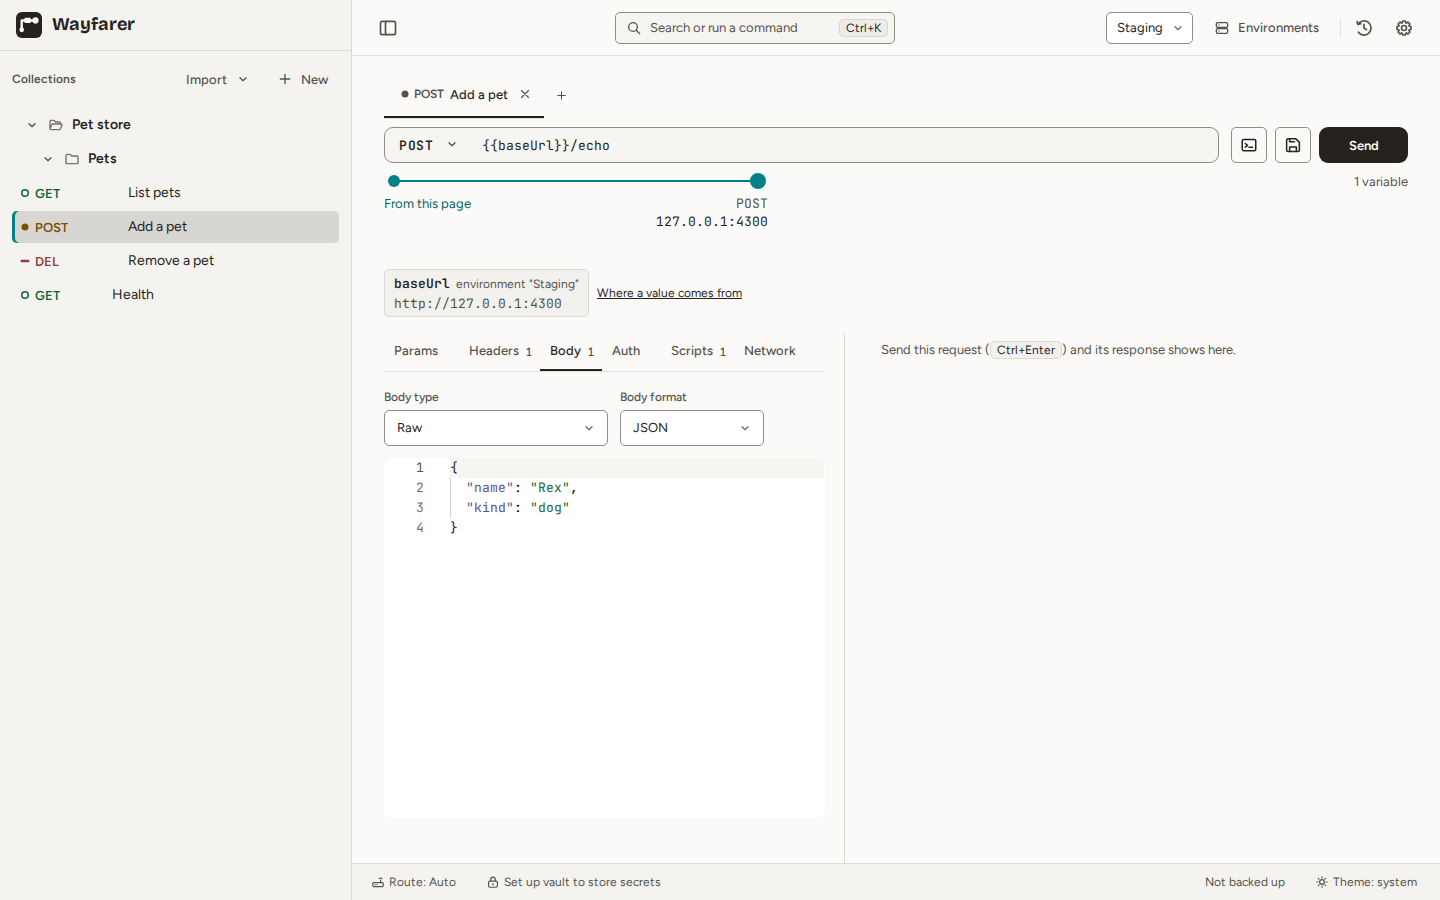 Wayfarer
Search or run a command Ctrl+K
Staging
Environments
Collections Import New
Pet store
Pets
GET List pets
POST Add a pet
DEL Remove a pet
GET Health
POST Add a pet
POST {{baseUrl}}/echo
Send
From this page
POST
127.0.0.1:4300
1 variable
baseUrl environment "Staging"
http://127.0.0.1:4300
Where a value comes from
Params Headers 1 Body 1 Auth Scripts 1 Network
Body type Body format
Raw JSON
1 {
2 "name": "Rex",
3 "kind": "dog"
4 }
Send this request (Ctrl+Enter) and its response shows here.
Route: Auto Set up vault to store secrets Not backed up Theme: system